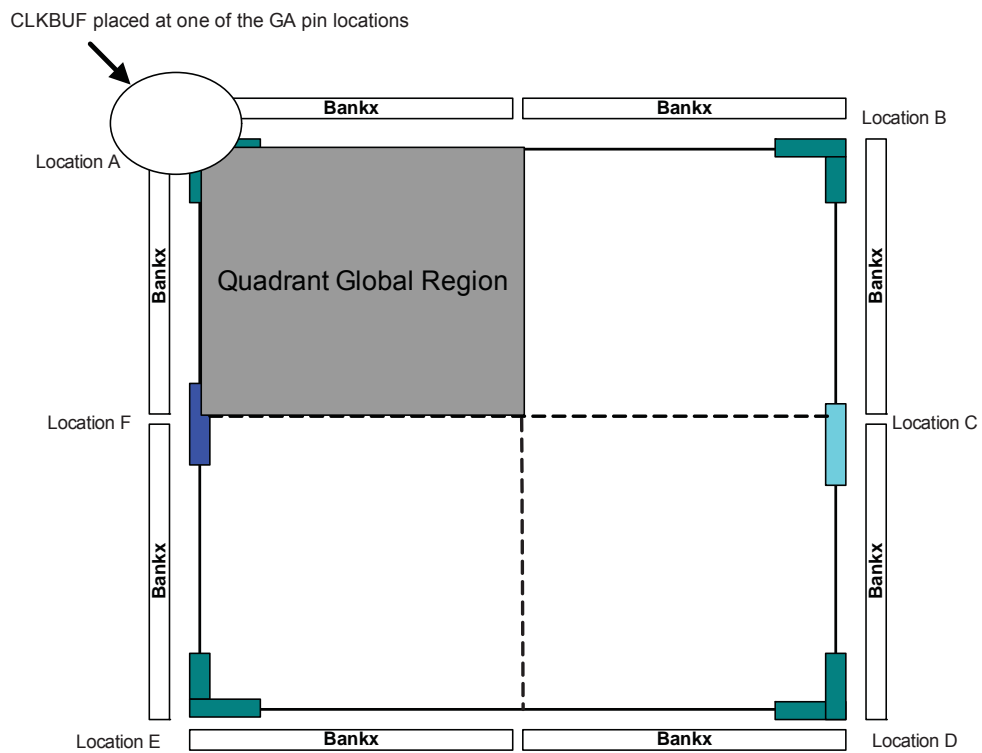 CLKBUF placed at one of the GA pin locations
Bankx
Bankx
Location B
Location A
Bankx
Bankx
Quadrant Global Region
Location F
Location C
Bankx
Bankx
Location E
Bankx
Bankx
Location D